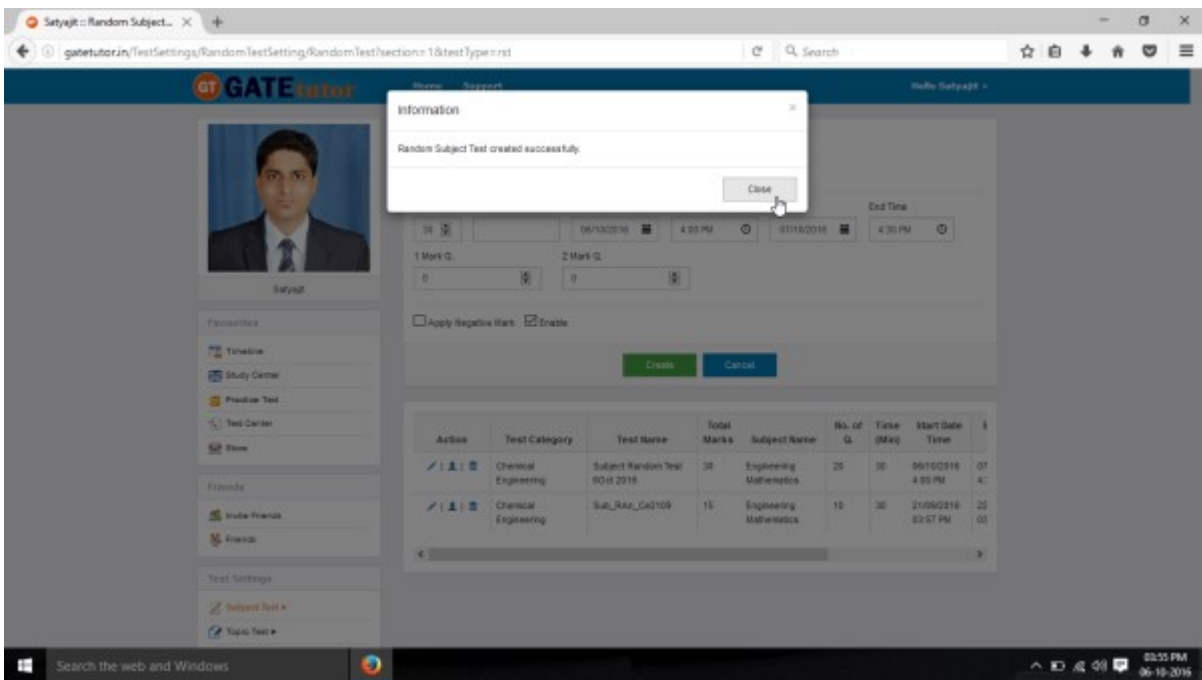 Satyajit :: Random Subject...
gatetutor.in/TestSettings/RandomTestSetting/RandomTest?section=1&testType=rst
Search
GT GATEtutor
Home Support
Hello Satyajit
Information
Random Subject Test created successfully.
Close
End Time
30 06/10/2016 4:00 PM 07/10/2016 4:30 PM
1 Mark Q. 2 Mark Q.
0 0
Apply Negative Mark Enable
Create Cancel
Satyajit
Favourites
Timeline
Study Center
Practice Test
Test Center
Store
Friends
Invite Friends
Friends
Test Settings
Subject Test
Topic Test
Action Test Category Test Name Total Marks Subject Name No. of Q. Time (Min) Start Date Time
Chemical Engineering Subject Random Test 6Oct 2016 30 Engineering Mathematics 20 30 06/10/2016 4:00 PM 07
Chemical Engineering 15 Engineering Mathematics 10 30 21/09/2016 03:57 PM 22 03
Search the web and Windows
03:55 PM
06-10-2016